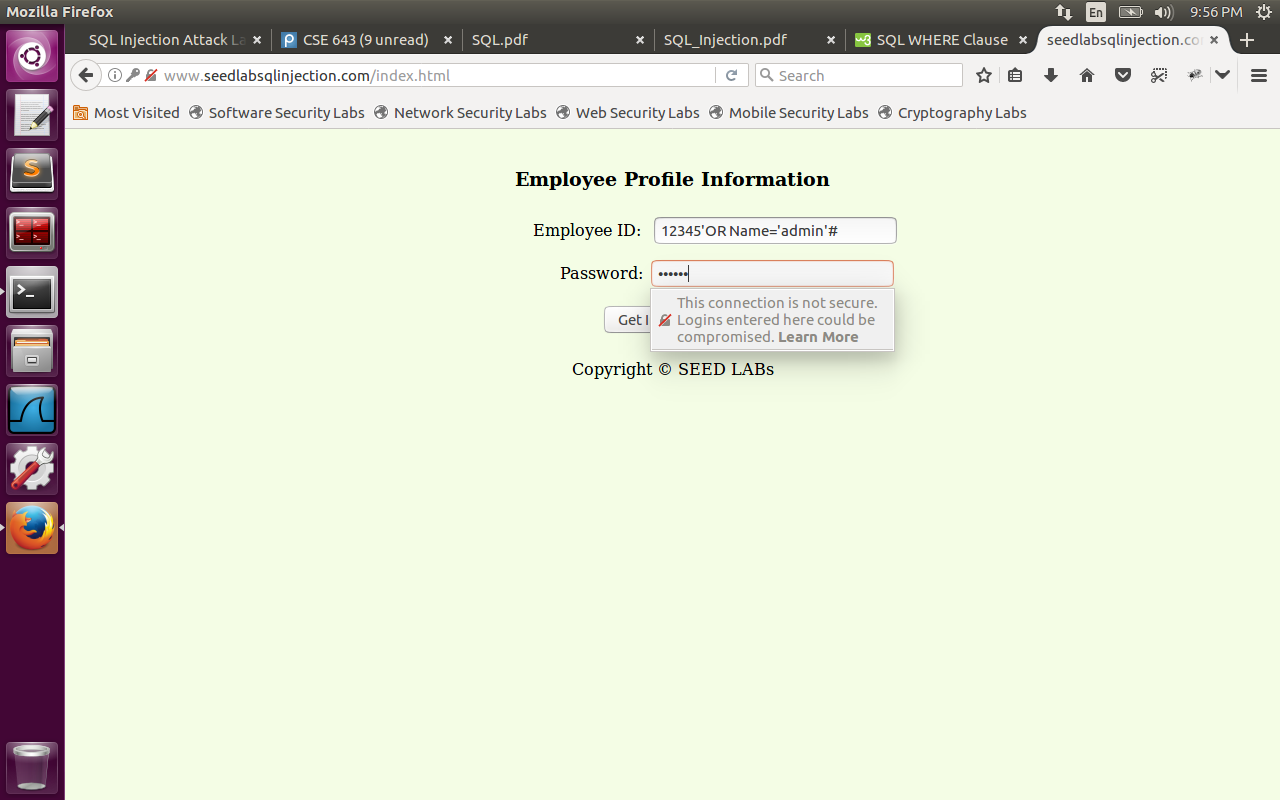 Mozilla Firefox
En
9:56 PM
SQL Injection Attack La
CSE 643 (9 unread)
SQL.pdf
SQL_Injection.pdf
SQL WHERE Clause
seedlabsqlinjection.co
www.seedlabsqlinjection.com/index.html
Search
Most Visited
Software Security Labs
Network Security Labs
Web Security Labs
Mobile Security Labs
Cryptography Labs
Employee Profile Information
Employee ID: 12345'OR Name='admin'#
Password: ••••••
Get I
This connection is not secure.
Logins entered here could be
compromised. Learn More
Copyright © SEED LABs